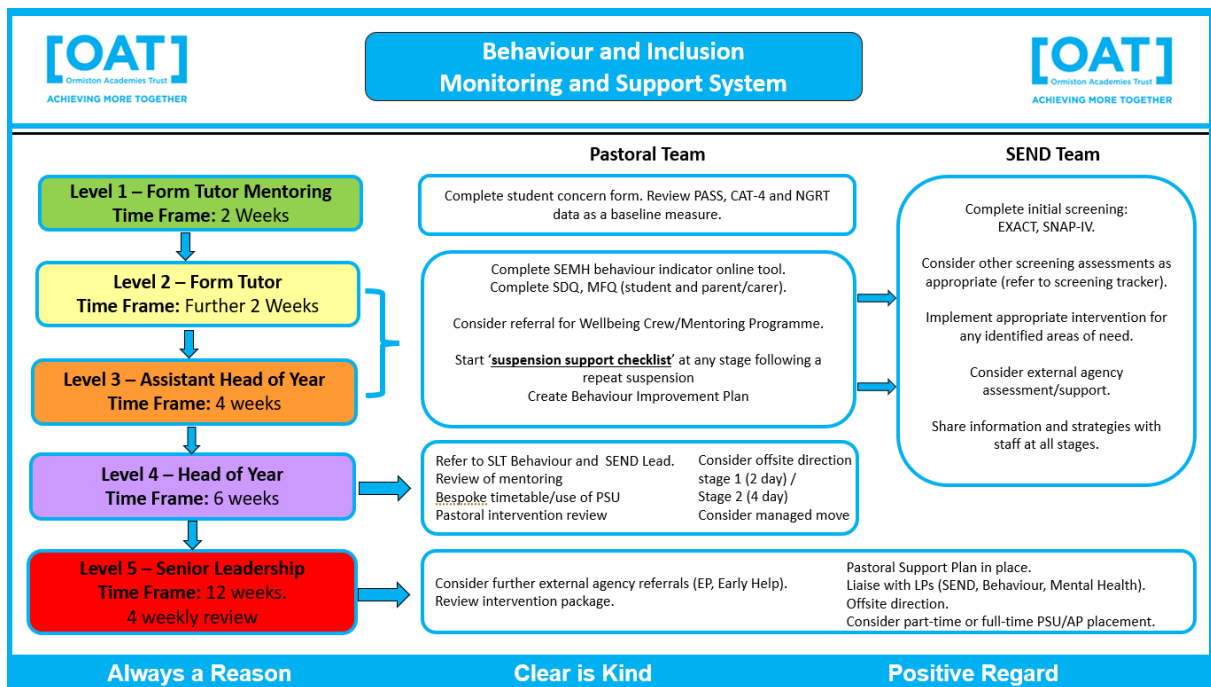 [OAT]
Ormiston Academies Trust
ACHIEVING MORE TOGETHER
Behaviour and Inclusion
Monitoring and Support System
[OAT]
Ormiston Academies Trust
ACHIEVING MORE TOGETHER
Pastoral Team
SEND Team
Level 1 – Form Tutor Mentoring
Time Frame: 2 Weeks
Complete student concern form. Review PASS, CAT-4 and NGRT
data as a baseline measure.
Level 2 – Form Tutor
Time Frame: Further 2 Weeks
Level 3 – Assistant Head of Year
Time Frame: 4 weeks
Complete SEMH behaviour indicator online tool.
Complete SDQ, MFQ (student and parent/carer).
Consider referral for Wellbeing Crew/Mentoring Programme.
Start ‘suspension support checklist’ at any stage following a
repeat suspension
Create Behaviour Improvement Plan
Complete initial screening:
EXACT, SNAP-IV.
Consider other screening assessments as
appropriate (refer to screening tracker).
Implement appropriate intervention for
any identified areas of need.
Consider external agency
assessment/support.
Share information and strategies with
staff at all stages.
Level 4 – Head of Year
Time Frame: 6 weeks
Refer to SLT Behaviour and  SEND Lead.
Review of mentoring
Bespoke timetable/use of PSU
Pastoral intervention review
Consider offsite direction
stage 1 (2 day) /
Stage 2 (4 day)
Consider managed move
Level 5 – Senior Leadership
Time Frame: 12 weeks.
4 weekly review
Consider further external agency referrals (EP, Early Help).
Review intervention package.
Pastoral Support Plan in place.
Liaise with LPs (SEND, Behaviour, Mental Health).
Offsite direction.
Consider part-time or full-time PSU/AP placement.
Always a Reason
Clear is Kind
Positive Regard